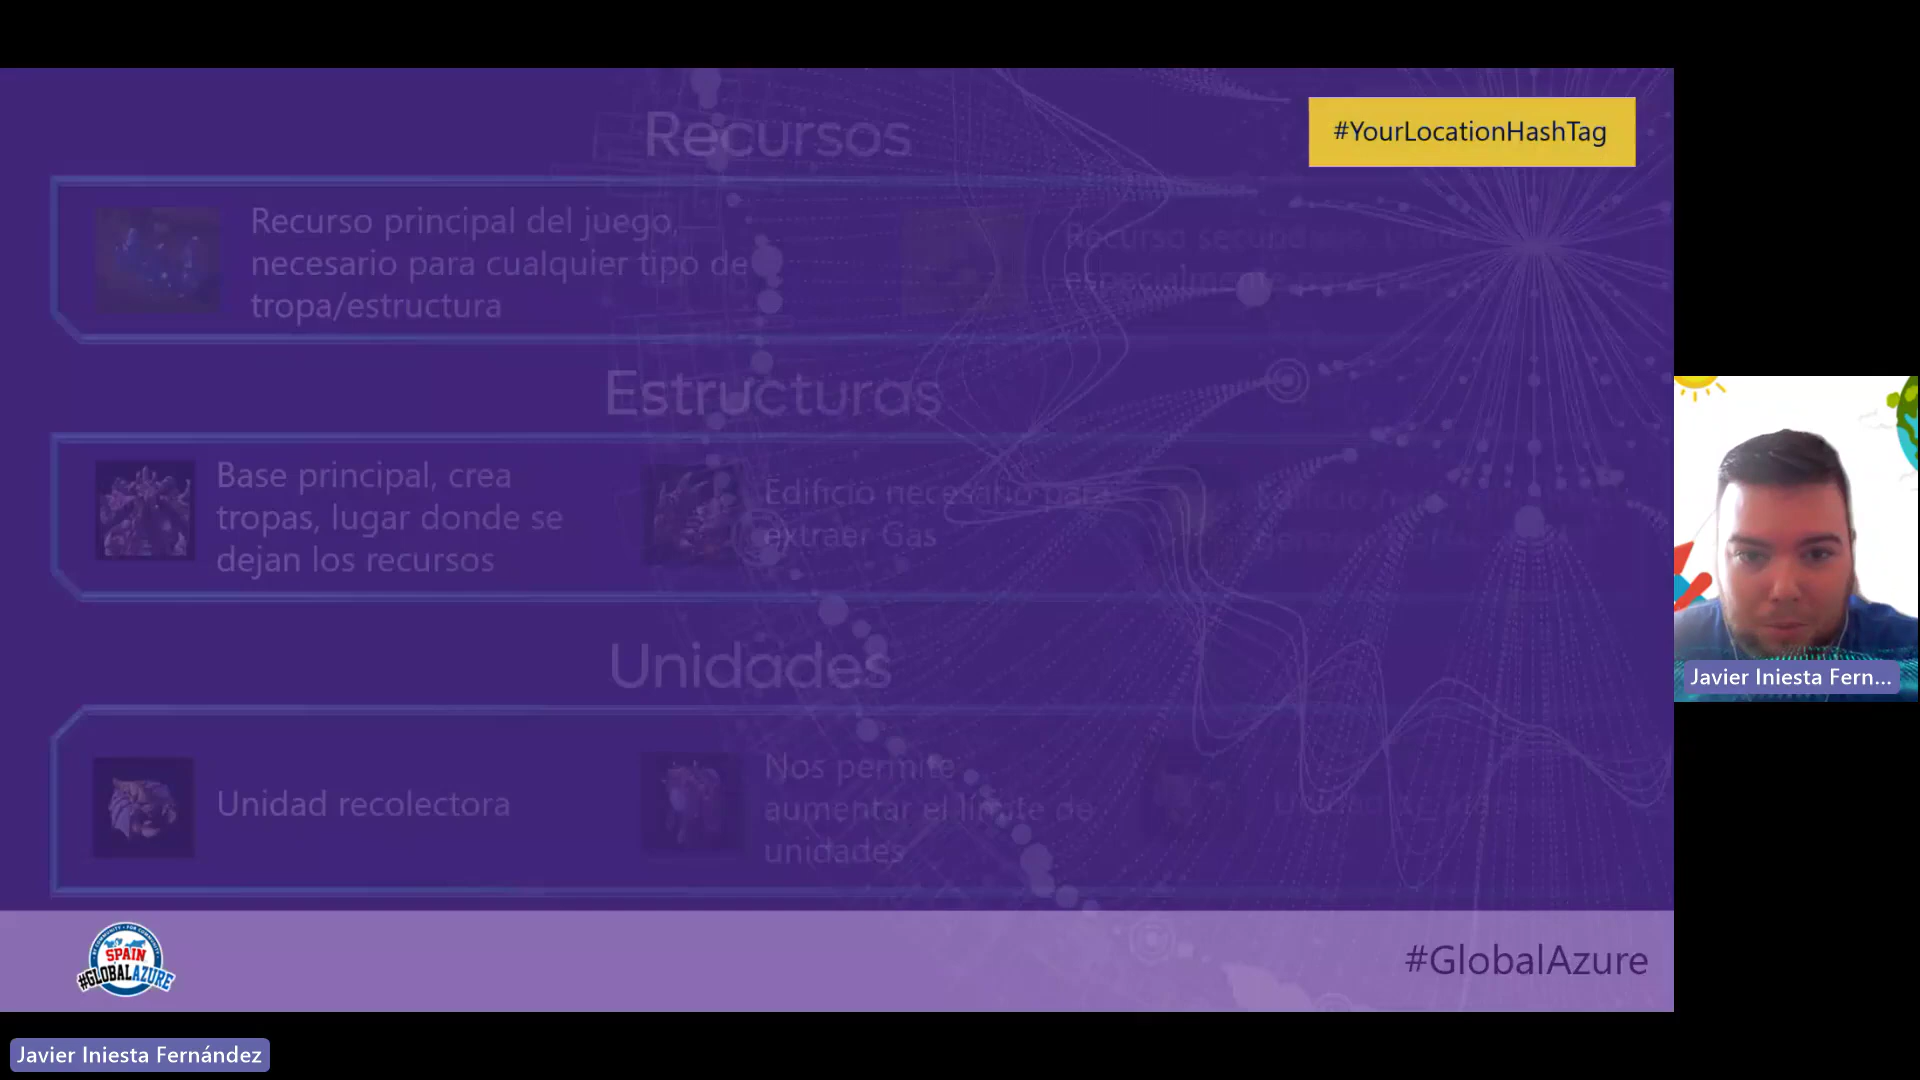 Recursos
#YourLocationHashTag
Recurso principal del juego,
necesario para cualquier tipo de
tropa/estructura
Recurso
especialmente
Estructuras
Base principal, crea
tropas, lugar donde se
dejan los recursos
Edificio necesario para
extraer Gas
Unidades
Unidad recolectora
Nos permite
aumentar el límite de
unidades
SPAIN
#GLOBALAZURE
#GlobalAzure
Javier Iniesta Fern...
Javier Iniesta Fernández